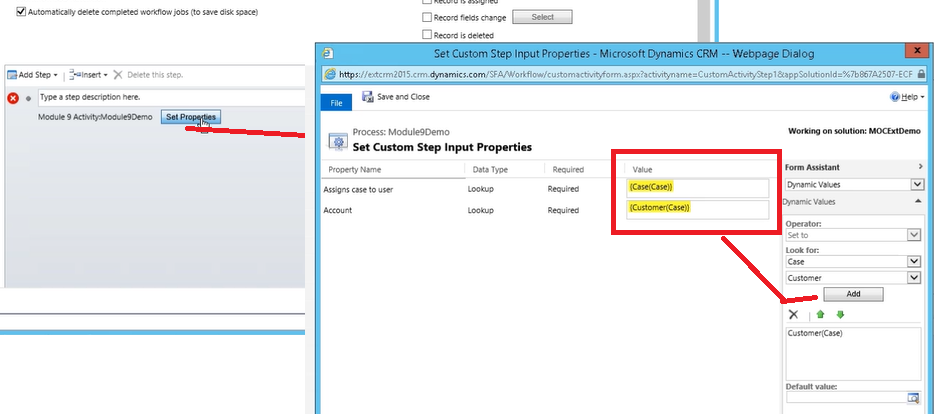 Automatically delete completed workflow jobs (to save disk space)
Record is assigned
Record fields change
Select
Record is deleted
Add Step
Insert
Delete this step.
Type a step description here.
Module 9 Activity:Module9Demo
Set Properties
Set Custom Step Input Properties - Microsoft Dynamics CRM -- Webpage Dialog
https://extcrm2015.crm.dynamics.com/SFA/Workflow/customactivityform.aspx?activityname=CustomActivityStep1&appSolutionId=%7b867A2507-ECF
File
Save and Close
Help
Process: Module9Demo
Set Custom Step Input Properties
Working on solution: MOCExtDemo
Property Name
Data Type
Required
Value
Assigns case to user
Lookup
Required
{Case(Case)}
Account
Lookup
Required
{Customer(Case)}
Form Assistant
Dynamic Values
Dynamic Values
Operator:
Set to
Look for:
Case
Customer
Add
Customer(Case)
Default value: